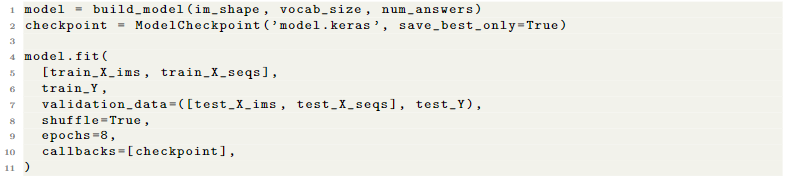 1 model = build_model(im_shape, vocab_size, num_answers)
2 checkpoint = ModelCheckpoint('model.keras', save_best_only=True)
3
4 model.fit(
5   [train_X_ims, train_X_seqs],
6   train_Y,
7   validation_data=([test_X_ims, test_X_seqs], test_Y),
8   shuffle=True,
9   epochs=8,
10   callbacks=[checkpoint],
11 )